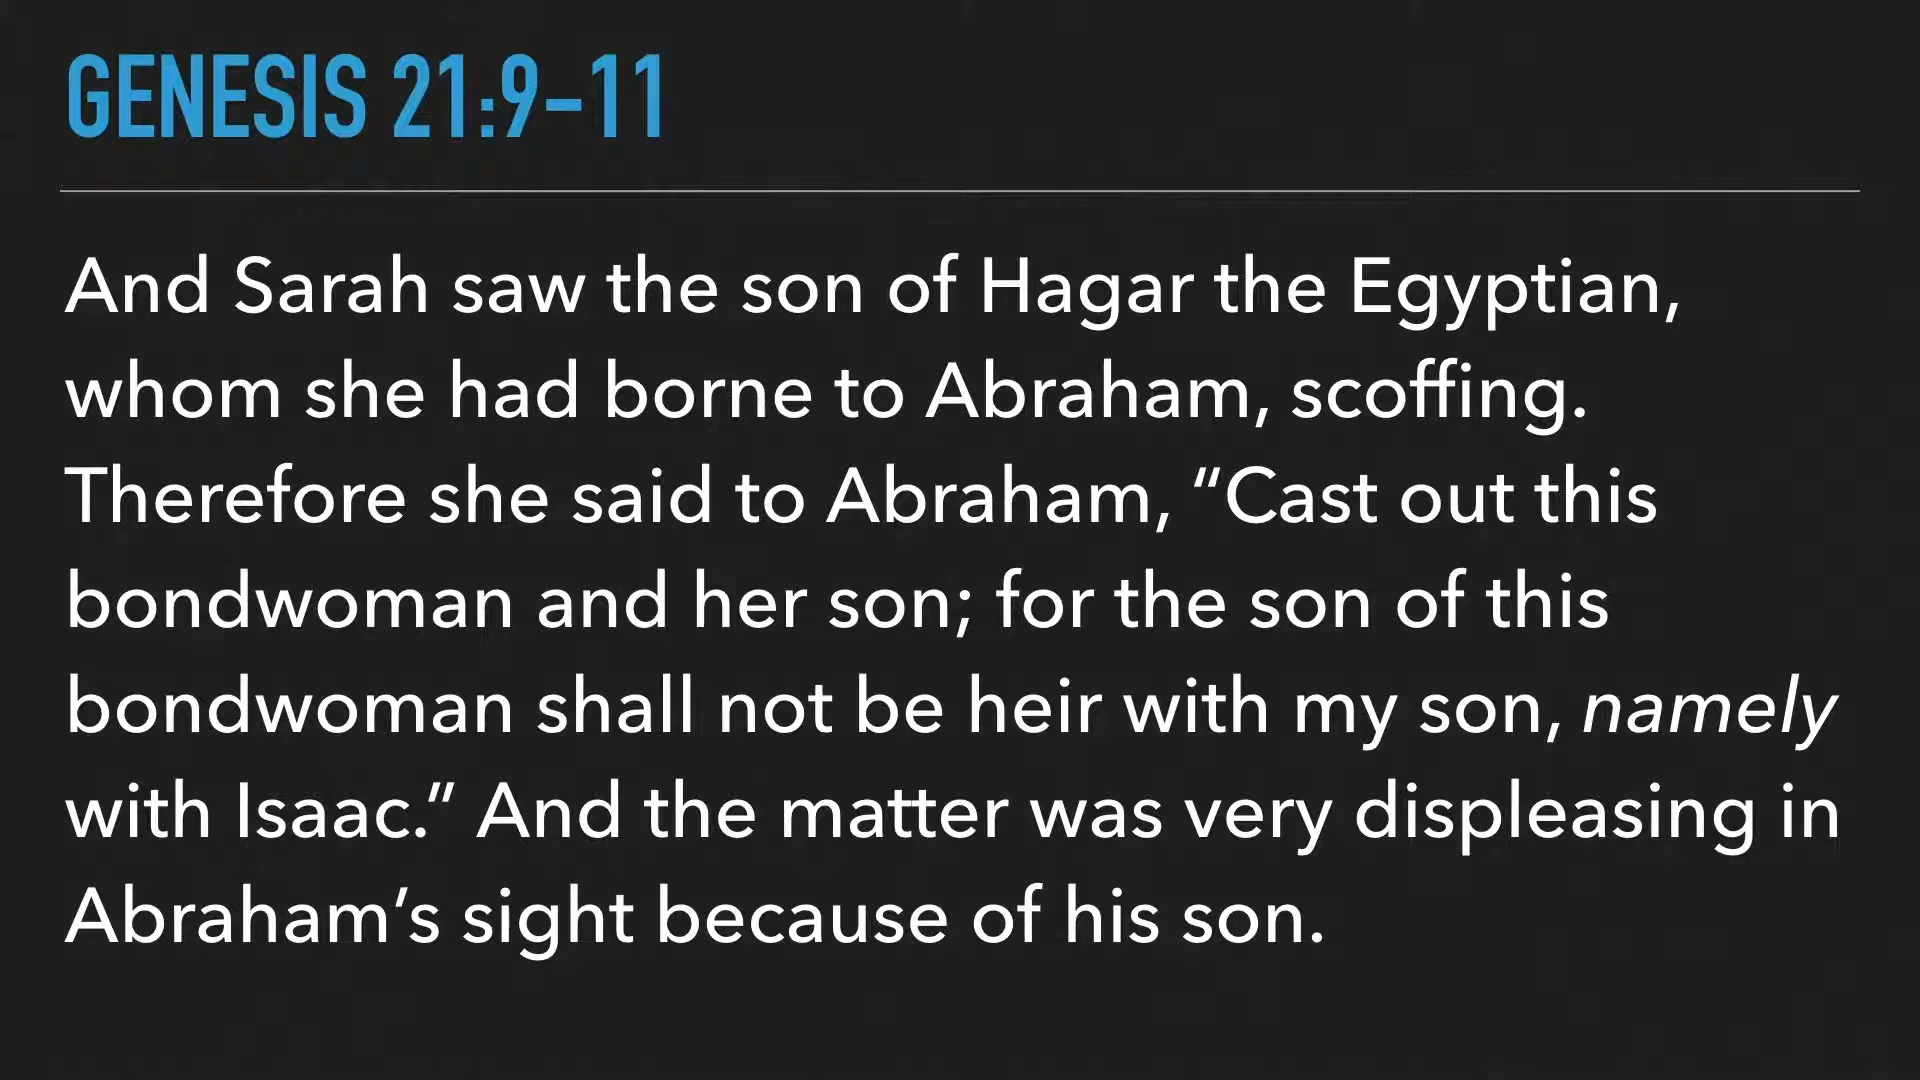 GENESIS 21:9–11
And Sarah saw the son of Hagar the Egyptian,
whom she had borne to Abraham, scoffing.
Therefore she said to Abraham, “Cast out this
bondwoman and her son; for the son of this
bondwoman shall not be heir with my son, namely
with Isaac.” And the matter was very displeasing in
Abraham’s sight because of his son.